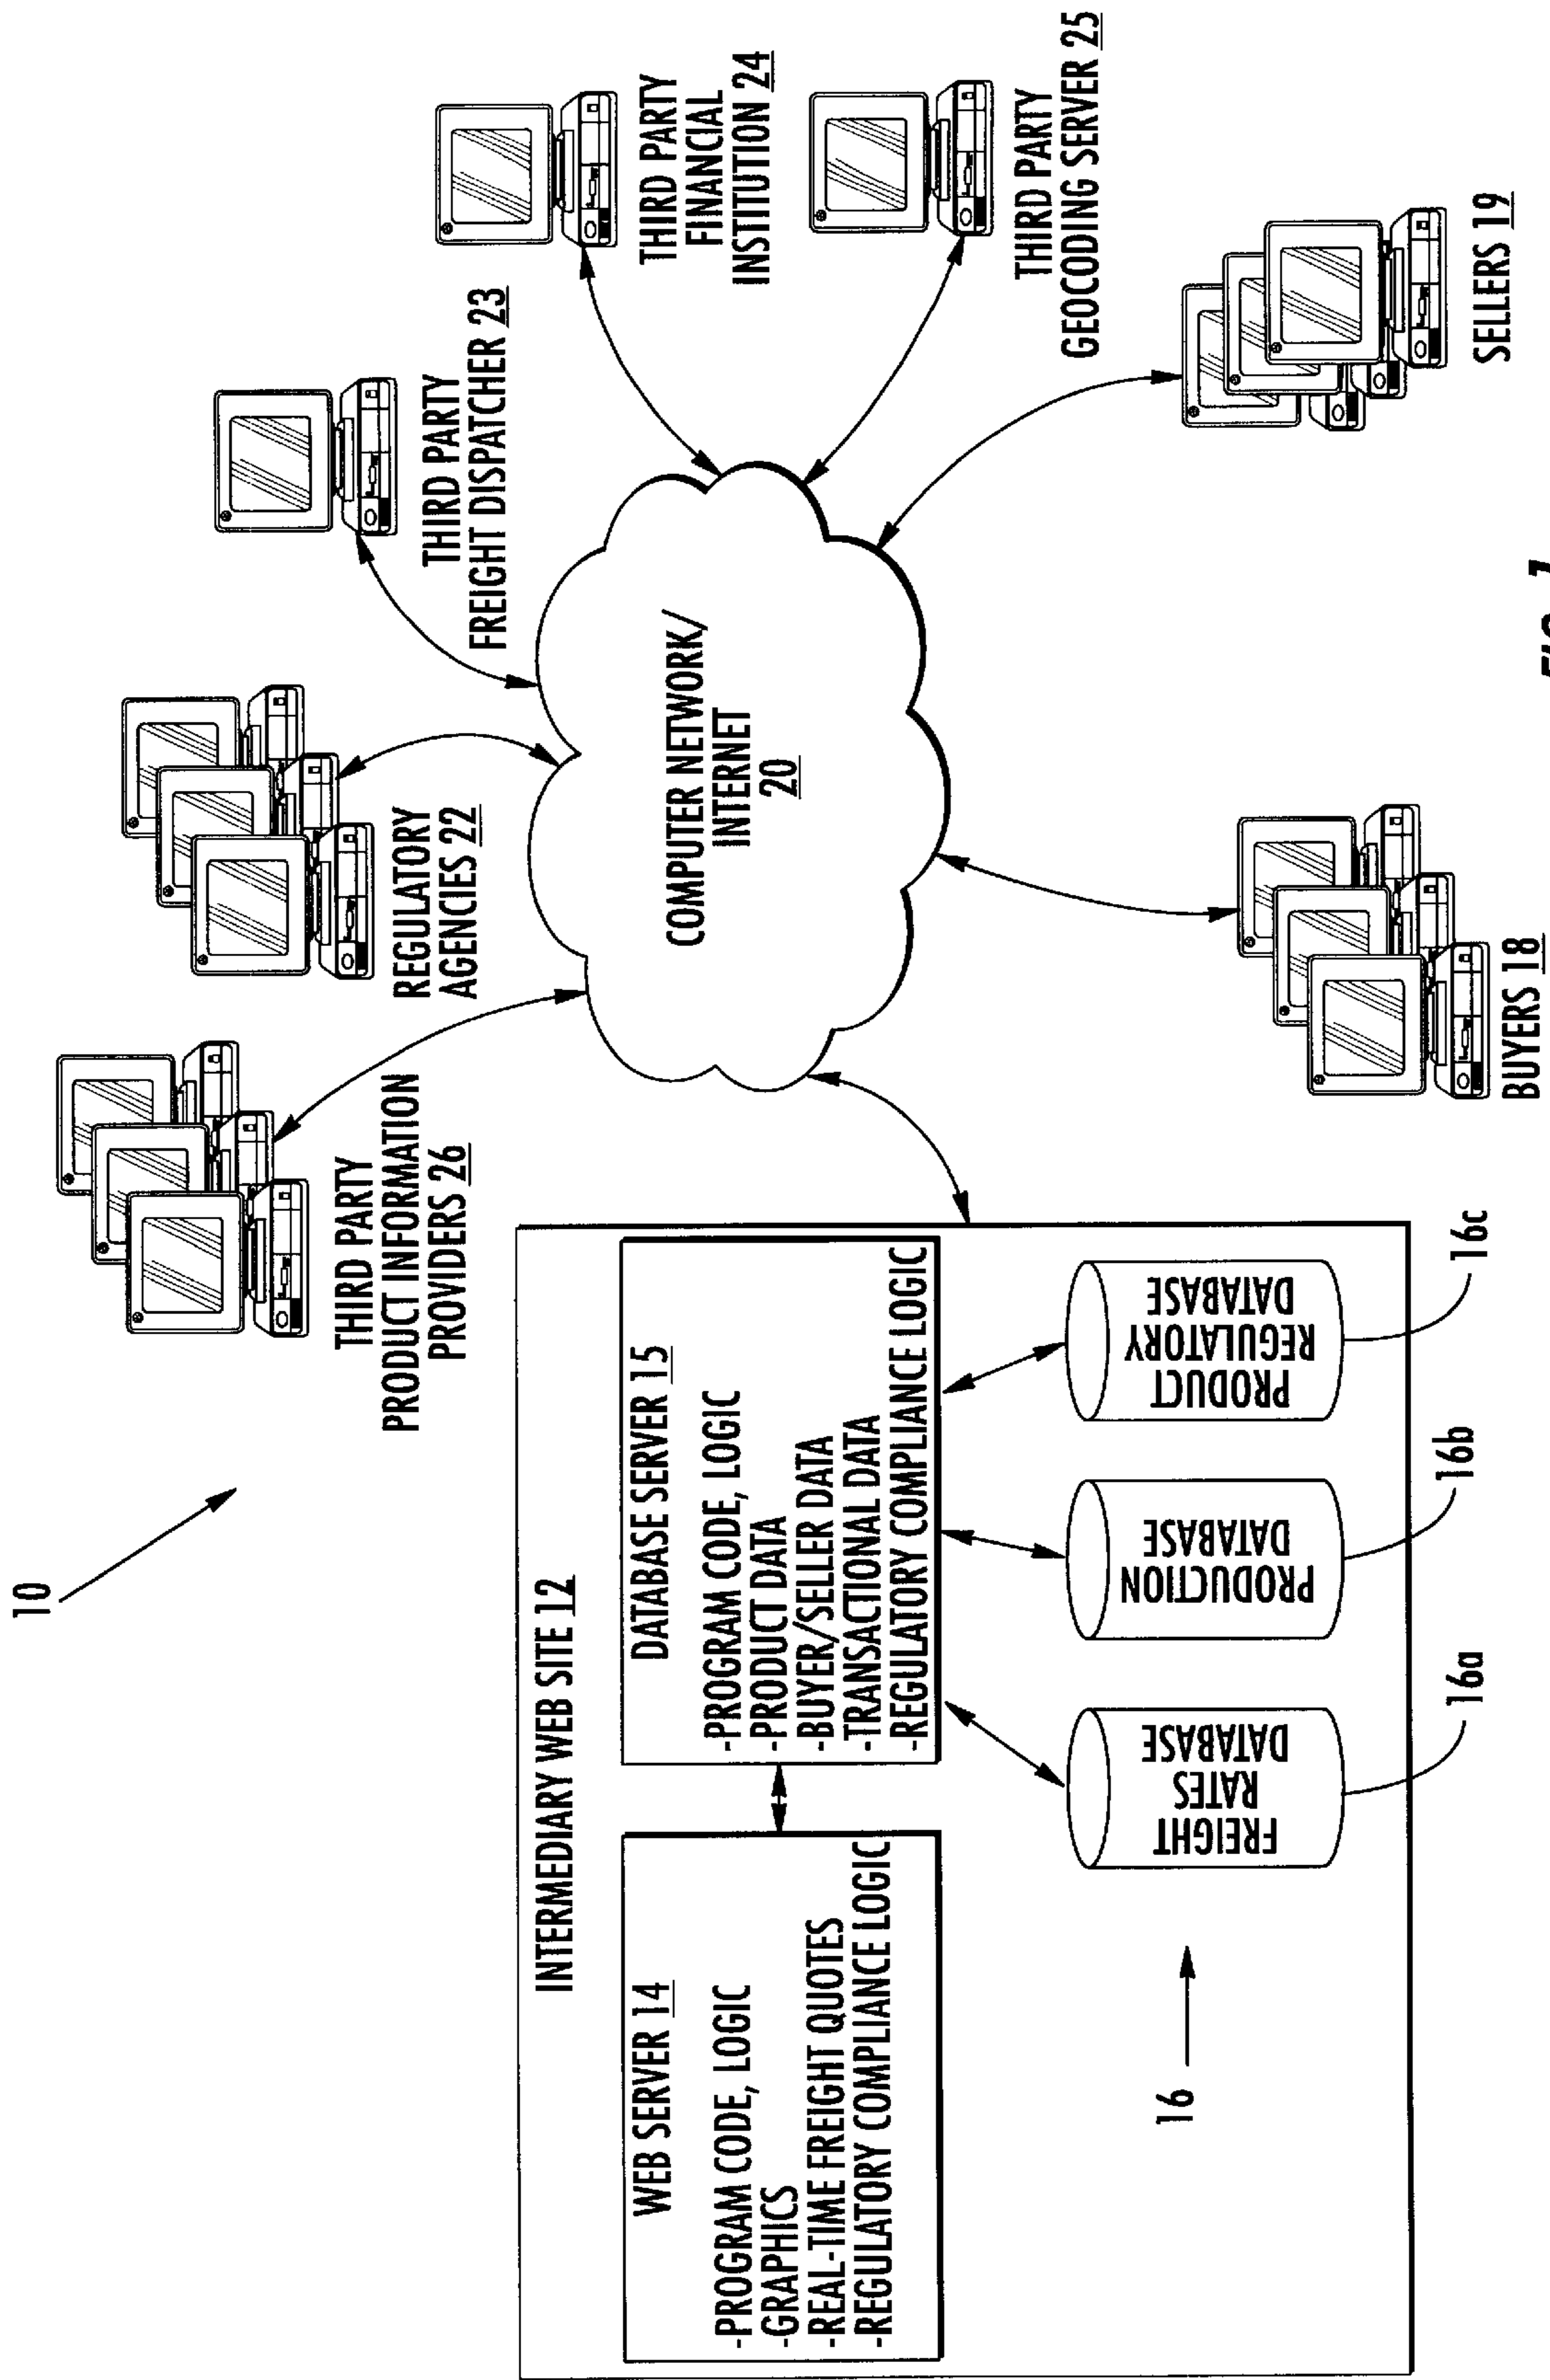 10
THIRD PARTY
PRODUCT INFORMATION
PROVIDERS 26
REGULATORY
AGENCIES 22
THIRD PARTY
FREIGHT DISPATCHER 23
THIRD PARTY
FINANCIAL
INSTITUTION 24
THIRD PARTY
GEOCODING SERVER 25
COMPUTER NETWORK/
INTERNET
20
INTERMEDIARY WEB SITE 12
WEB SERVER 14
-PROGRAM CODE, LOGIC
-GRAPHICS
-REAL-TIME FREIGHT QUOTES
-REGULATORY COMPLIANCE LOGIC
DATABASE SERVER 15
-PROGRAM CODE, LOGIC
-PRODUCT DATA
-BUYER/SELLER DATA
-TRANSACTIONAL DATA
-REGULATORY COMPLIANCE LOGIC
16
FREIGHT
RATES
DATABASE
16a
PRODUCTION
DATABASE
16b
PRODUCT
REGULATORY
DATABASE
16c
BUYERS 18
SELLERS 19
FIG. 1